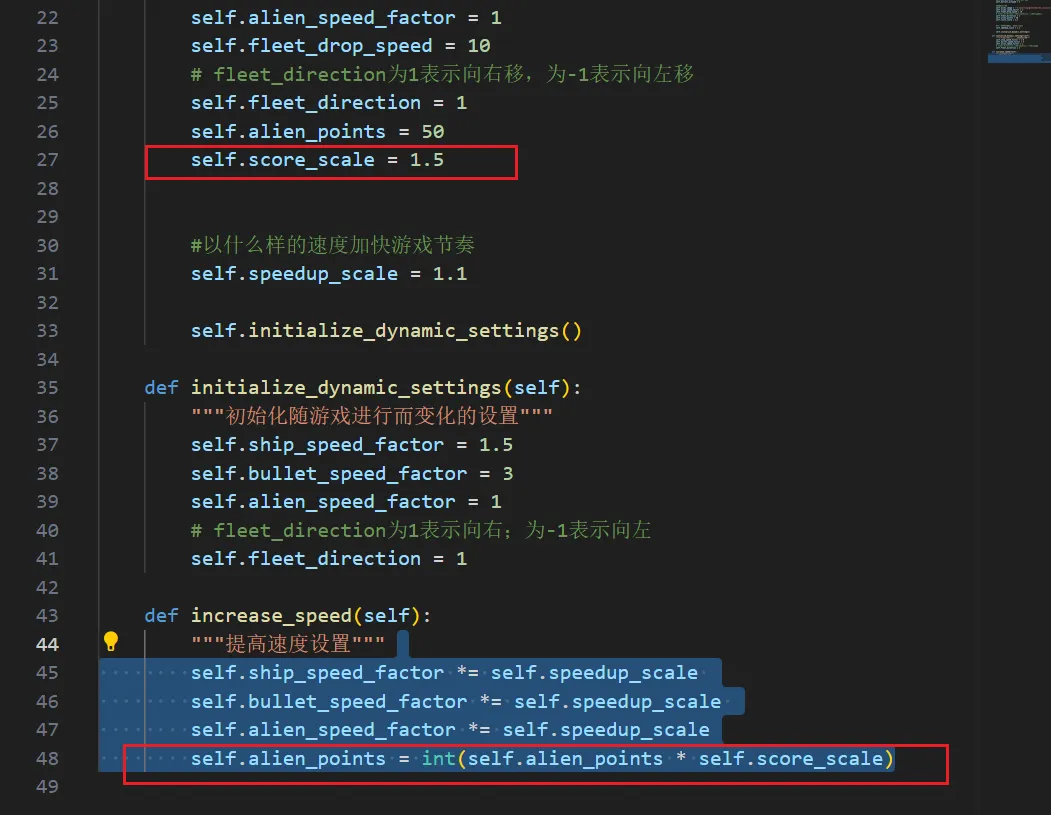 22 self.alien_speed_factor = 1
23 self.fleet_drop_speed = 10
24 # fleet_direction为1表示向右移，为-1表示向左移
25 self.fleet_direction = 1
26 self.alien_points = 50
27 self.score_scale = 1.5
28
29
30 #以什么样的速度加快游戏节奏
31 self.speedup_scale = 1.1
32
33 self.initialize_dynamic_settings()
34
35 def initialize_dynamic_settings(self):
36 """初始化随游戏进行而变化的设置"""
37 self.ship_speed_factor = 1.5
38 self.bullet_speed_factor = 3
39 self.alien_speed_factor = 1
40 # fleet_direction为1表示向右；为-1表示向左
41 self.fleet_direction = 1
42
43 def increase_speed(self):
44 """提高速度设置"""
45 self.ship_speed_factor *= self.speedup_scale
46 self.bullet_speed_factor *= self.speedup_scale
47 self.alien_speed_factor *= self.speedup_scale
48 self.alien_points = int(self.alien_points * self.score_scale)
49